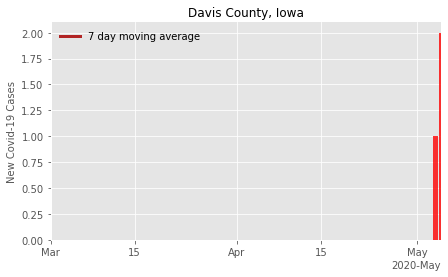 Davis County, Iowa
7 day moving average
New Covid-19 Cases
2.00
1.75
1.50
1.25
1.00
0.75
0.50
0.25
0.00
Mar
15
Apr
15
May
2020-May